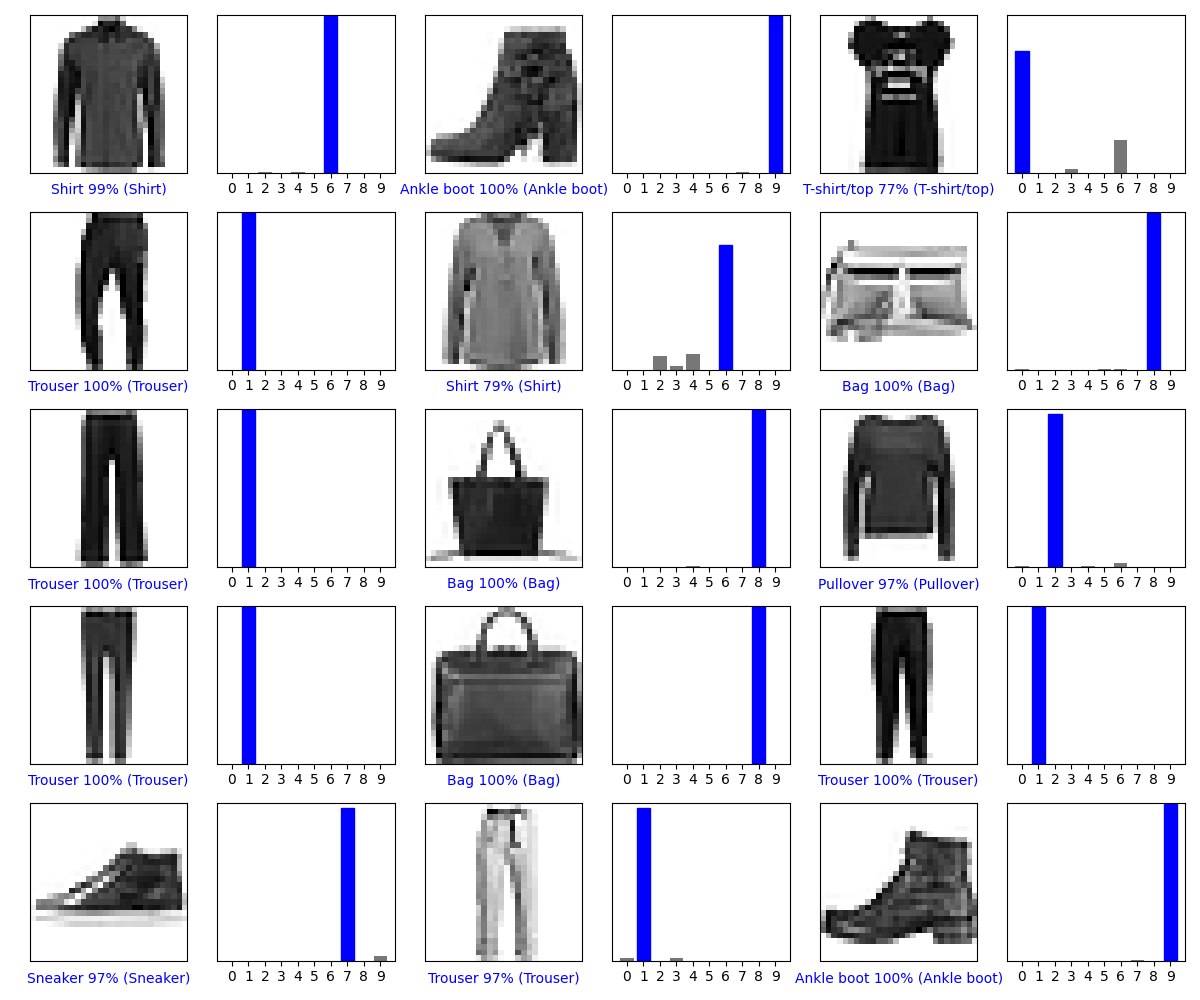 0 1 2 3 4 5 6 7 8 9 0 1 2 3 4 5 6 7 8 9 0 1 2 3 4 5 6 7 8 9
Shirt 99% (Shirt) Ankle boot 100% (Ankle boot) T-shirt/top 77% (T-shirt/top)
0 1 2 3 4 5 6 7 8 9 0 1 2 3 4 5 6 7 8 9 0 1 2 3 4 5 6 7 8 9
Trouser 100% (Trouser) Shirt 79% (Shirt) Bag 100% (Bag)
0 1 2 3 4 5 6 7 8 9 0 1 2 3 4 5 6 7 8 9 0 1 2 3 4 5 6 7 8 9
Trouser 100% (Trouser) Bag 100% (Bag) Pullover 97% (Pullover)
0 1 2 3 4 5 6 7 8 9 0 1 2 3 4 5 6 7 8 9 0 1 2 3 4 5 6 7 8 9
Trouser 100% (Trouser) Bag 100% (Bag) Trouser 100% (Trouser)
0 1 2 3 4 5 6 7 8 9 0 1 2 3 4 5 6 7 8 9 0 1 2 3 4 5 6 7 8 9
Sneaker 97% (Sneaker) Trouser 97% (Trouser) Ankle boot 100% (Ankle boot)